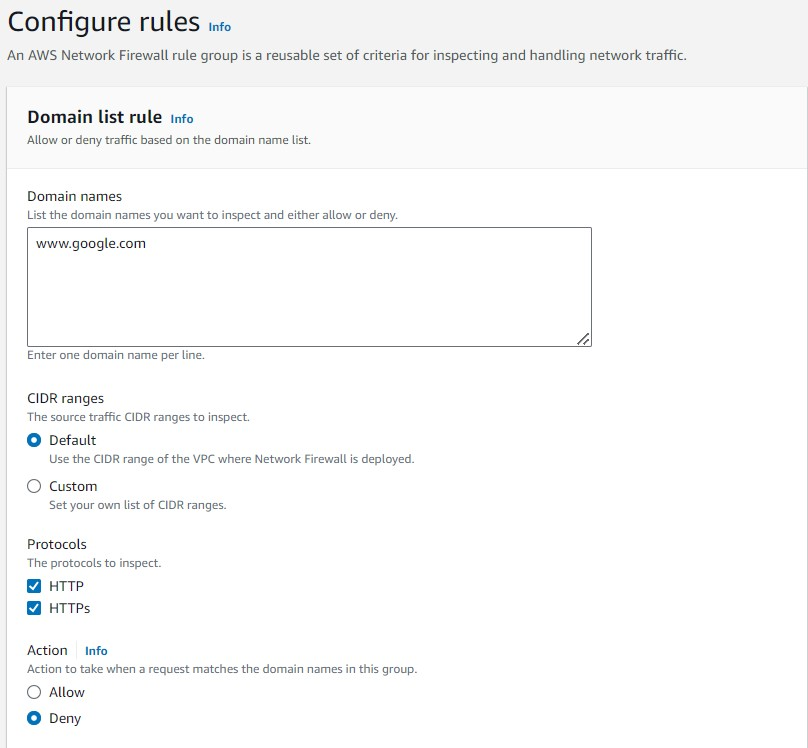 Configure rules Info
An AWS Network Firewall rule group is a reusable set of criteria for inspecting and handling network traffic.
Domain list rule Info
Allow or deny traffic based on the domain name list.
Domain names
List the domain names you want to inspect and either allow or deny.
www.google.com
Enter one domain name per line.
CIDR ranges
The source traffic CIDR ranges to inspect.
Default
Use the CIDR range of the VPC where Network Firewall is deployed.
Custom
Set your own list of CIDR ranges.
Protocols
The protocols to inspect.
HTTP
HTTPs
Action Info
Action to take when a request matches the domain names in this group.
Allow
Deny